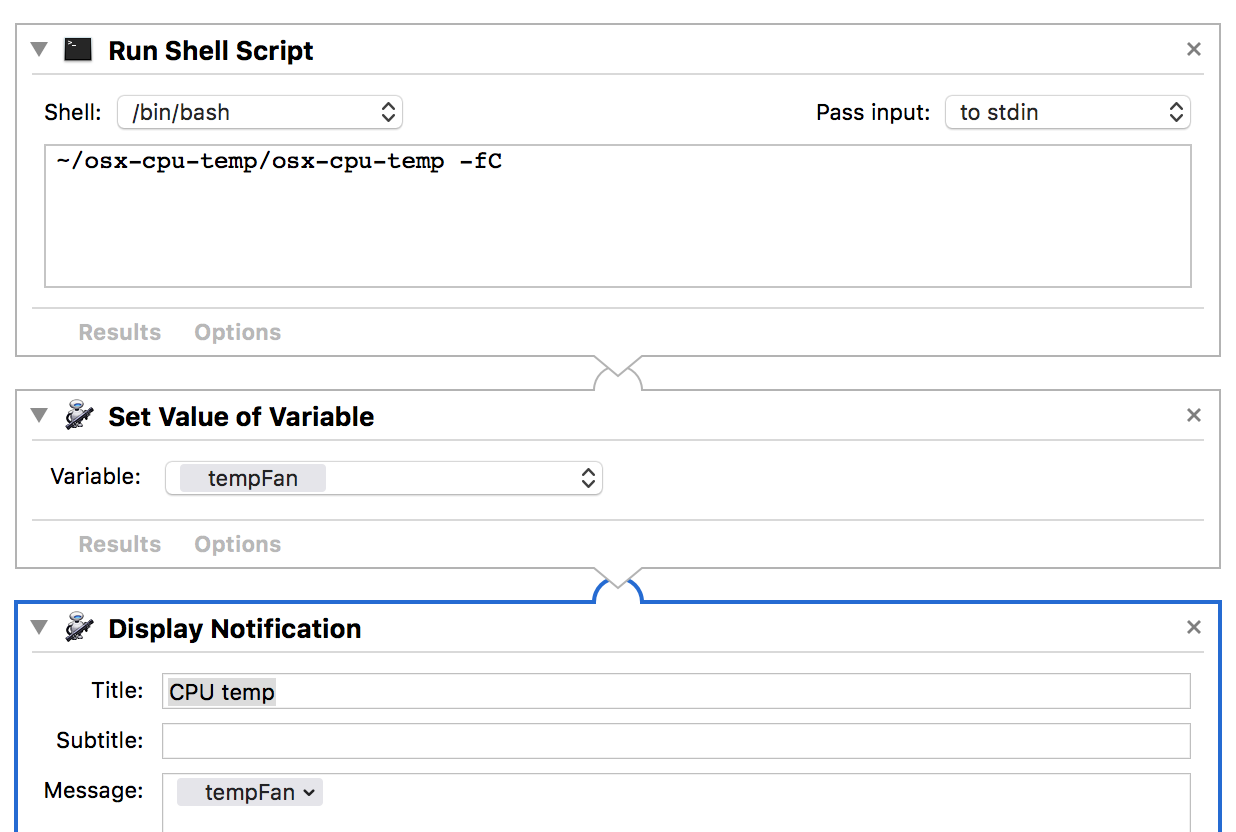 Run Shell Script
Shell: /bin/bash Pass input: to stdin
~/osx-cpu-temp/osx-cpu-temp -fC
Results Options
Set Value of Variable
Variable: tempFan
Results Options
Display Notification
Title: CPU temp
Subtitle:
Message: tempFan